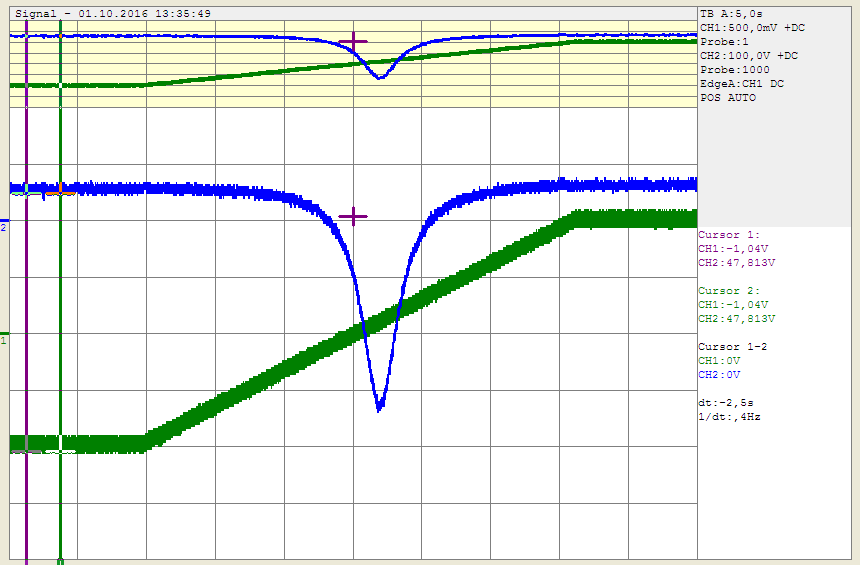 Signal - 01.10.2016 13:35:49
TB A:5,0s
CH1:500,0mV +DC
Probe:1
CH2:100,0V +DC
Probe:1000
EdgeA:CH1 DC
POS AUTO
2
1
Cursor 1:
CH1:-1,04V
CH2:47,813V
Cursor 2:
CH1:-1,04V
CH2:47,813V
Cursor 1-2
CH1:0V
CH2:0V
dt:-2,5s
1/dt:,4Hz